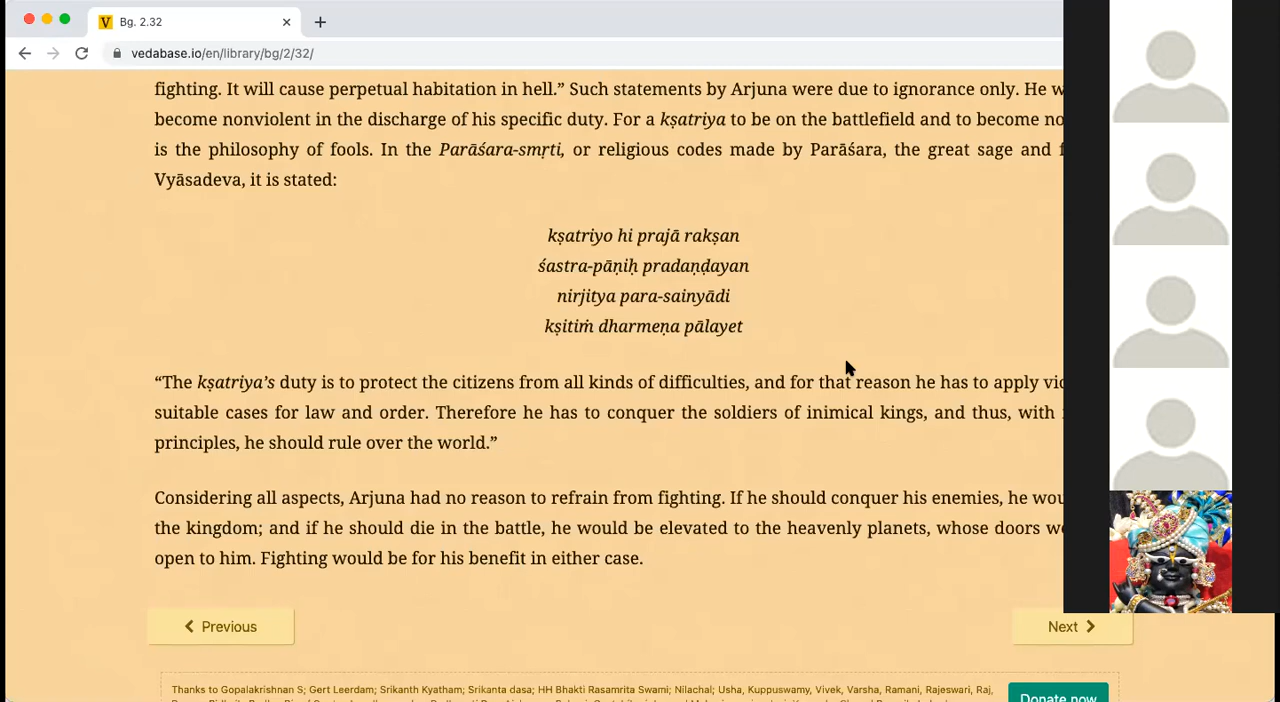 V Bg. 2.32
vedabase.io/en/library/bg/2/32/
fighting. It will cause perpetual habitation in hell.” Such statements by Arjuna were due to ignorance only. He
become nonviolent in the discharge of his specific duty. For a kṣatriya to be on the battlefield and to become
is the philosophy of fools. In the Parāśara-smṛti, or religious codes made by Parāśara, the great sage and
Vyāsadeva, it is stated:
kṣatriyo hi prajā rakṣan
śastra-pāṇiḥ pradaṇḍayan
nirjitya para-sainyādi
kṣitiṁ dharmeṇa pālayet
“The kṣatriya’s duty is to protect the citizens from all kinds of difficulties, and for that reason he has to apply
suitable cases for law and order. Therefore he has to conquer the soldiers of inimical kings, and thus, with
principles, he should rule over the world.”
Considering all aspects, Arjuna had no reason to refrain from fighting. If he should conquer his enemies, he
the kingdom; and if he should die in the battle, he would be elevated to the heavenly planets, whose doors
open to him. Fighting would be for his benefit in either case.
Previous
Next
Thanks to Gopalakrishnan S; Gert Leerdam; Srikanth Kyatham; Srikanta dasa; HH Bhakti Rasamrita Swami; Nilachal; Usha, Kuppuswamy, Vivek, Varsha, Ramani, Rajeswari, Raj,
Donate now